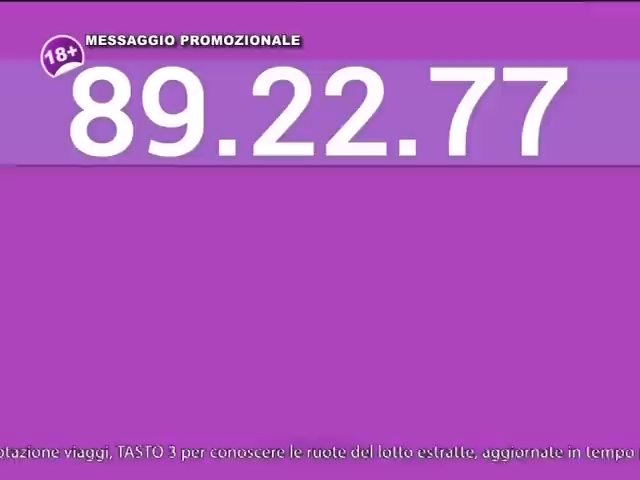 MESSAGGIO PROMOZIONALE
18+
89.22.77
viaggi, TASTO 3 per conoscere le ruote del lotto estratte, aggiornate in tempo